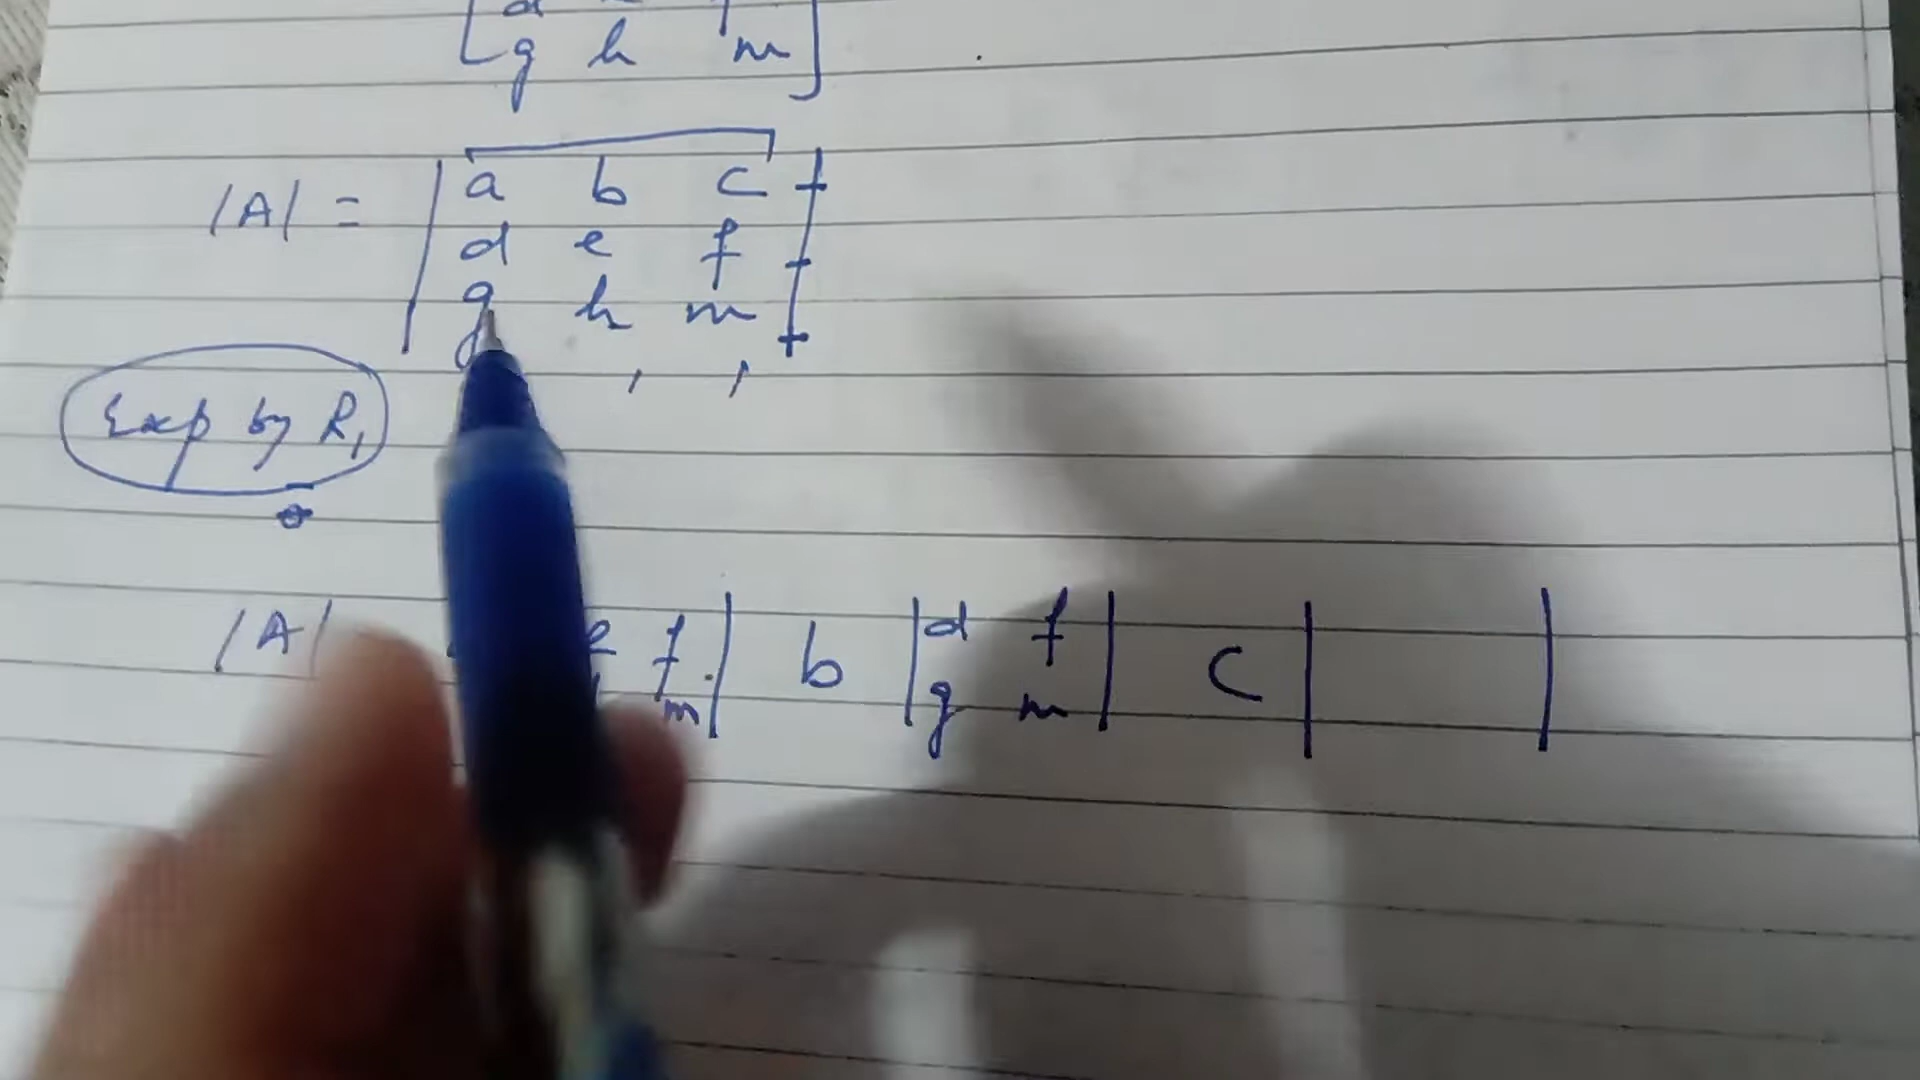 g h m
|A| = | a b c |
d e f
g h m
Exp by R₁
|A| e f | b | d f | c | |
m g m